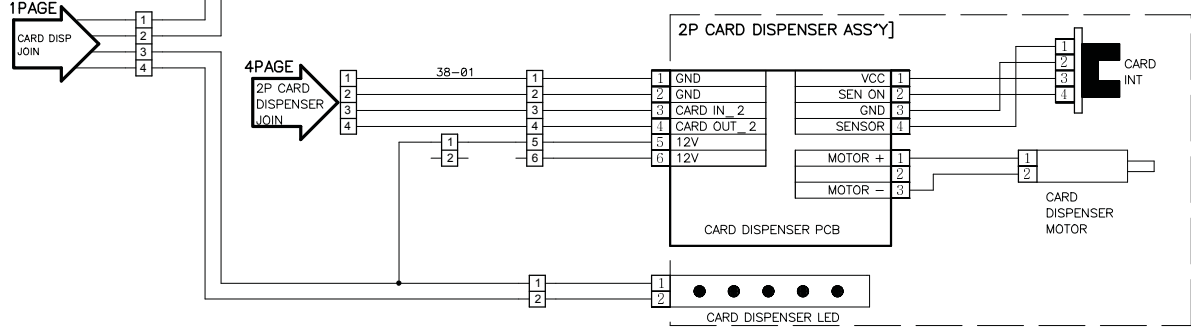 1PAGE
CARD DISP
JOIN
1
2
3
4
4PAGE
2P CARD
DISPENSER
JOIN
1
2
3
4
38-01
1
2
1
2
3
4
5
6
2P CARD DISPENSER ASS'Y]
1 GND
2 GND
3 CARD IN_2
4 CARD OUT_2
5 12V
6 12V
VCC 1
SEN ON 2
GND 3
SENSOR 4
MOTOR + 1
2
MOTOR - 3
CARD DISPENSER PCB
1
2
3
4
CARD
INT
1
2
CARD
DISPENSER
MOTOR
1
2
1
2
CARD DISPENSER LED